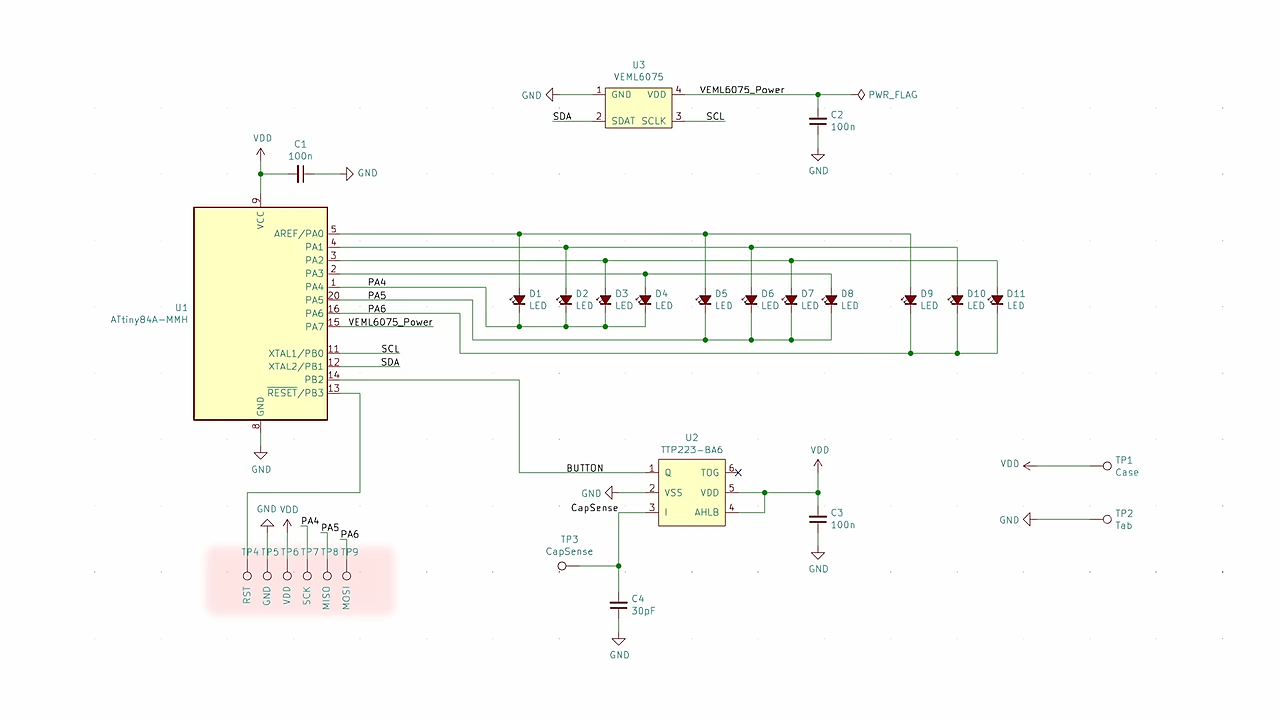 U3
VEML6075
GND 1 GND VDD 4 VEML6075_Power PWR_FLAG
SDA 2 SDAT SCLK 3 SCL
C2
100n
GND
VDD
C1
100n
GND
9
VCC
U1
ATtiny84A-MMH
AREF/PA0 5
PA1 4
PA2 3
PA3 2
PA4 1 PA4
PA5 20 PA5
PA6 16 PA6
PA7 15 VEML6075_Power
XTAL1/PB0 11 SCL
XTAL2/PB1 12 SDA
PB2 14
RESET/PB3 13
GND
8
GND
D1 D2 D3 D4 D5 D6 D7 D8 D9 D10 D11
LED LED LED LED LED LED LED LED LED LED LED
U2
TTP223-BA6
BUTTON 1 Q TOG 6
GND 2 VSS VDD 5
CapSense 3 I AHLB 4
VDD
C3
100n
GND
TP3
CapSense
C4
30pF
GND
VDD TP1
Case
GND TP2
Tab
GND VDD PA4 PA5 PA6
TP4 TP5 TP6 TP7 TP8 TP9
RST GND VDD SCK MISO MOSI